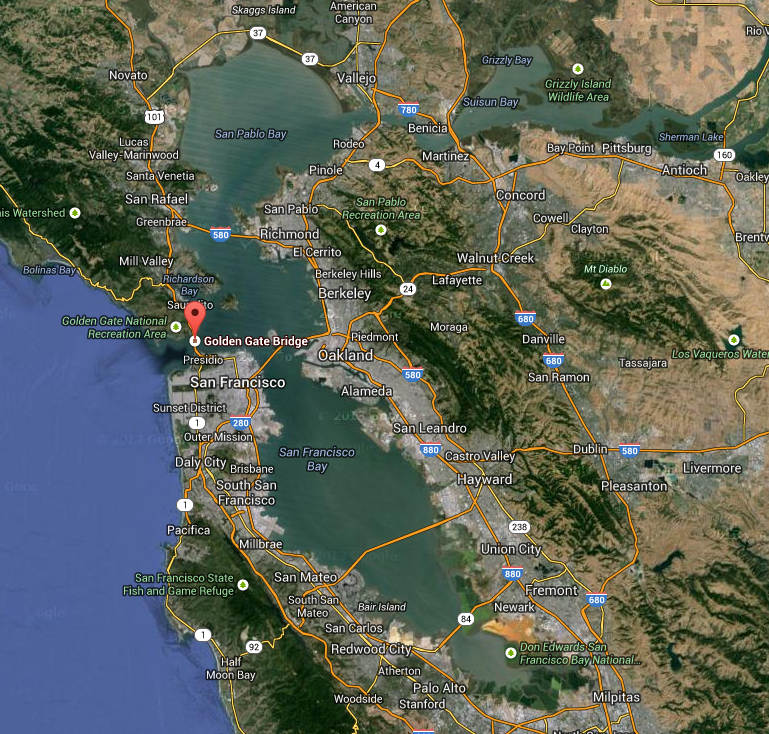 Skaggs Island
American
Canyon
37
37
Grizzly Bay
Rio V
Novato
Vallejo
Grizzly Island
Wildlife Area
101
780
Suisun Bay
Benicia
San Pablo Bay
Sherman Lake
Lucas
Valley-Marinwood
Rodeo
Bay Point
Pittsburg
160
Martinez
4
Pinole
Antioch
Santa Venetia
Oakley
San Rafael
Concord
San Pablo
San Pablo
Recreation Area
nis Watershed
Greenbrae
Cowell
Clayton
580
Richmond
Brentw
El Cerrito
Mill Valley
Walnut Creek
Bolinas Bay
Richardson
Bay
Berkeley Hills
Mt Diablo
Lafayette
24
Berkeley
Sausalito
680
Golden Gate National
Recreation Area
Moraga
Golden Gate Bridge
Piedmont
Danville
Los Vaqueros Water
Presidio
Oakland
680
Tassajara
580
San Ramon
San Francisco
Alameda
Sunset District
1
280
San Leandro
Outer Mission
880
580
San Francisco
Bay
Castro Valley
Dublin
Daly City
Brisbane
Livermore
Hayward
South San
Francisco
Pleasanton
1
Pacifica
238
Millbrae
Union City
San Francisco State
Fish and Game Refuge
San Mateo
880
Fremont
South San
Mateo
Bair Island
Newark
680
84
San Carlos
1
92
Redwood City
Don Edwards San
Francisco Bay National...
Half
Moon Bay
Atherton
Palo Alto
Woodside
Stanford
Milpitas